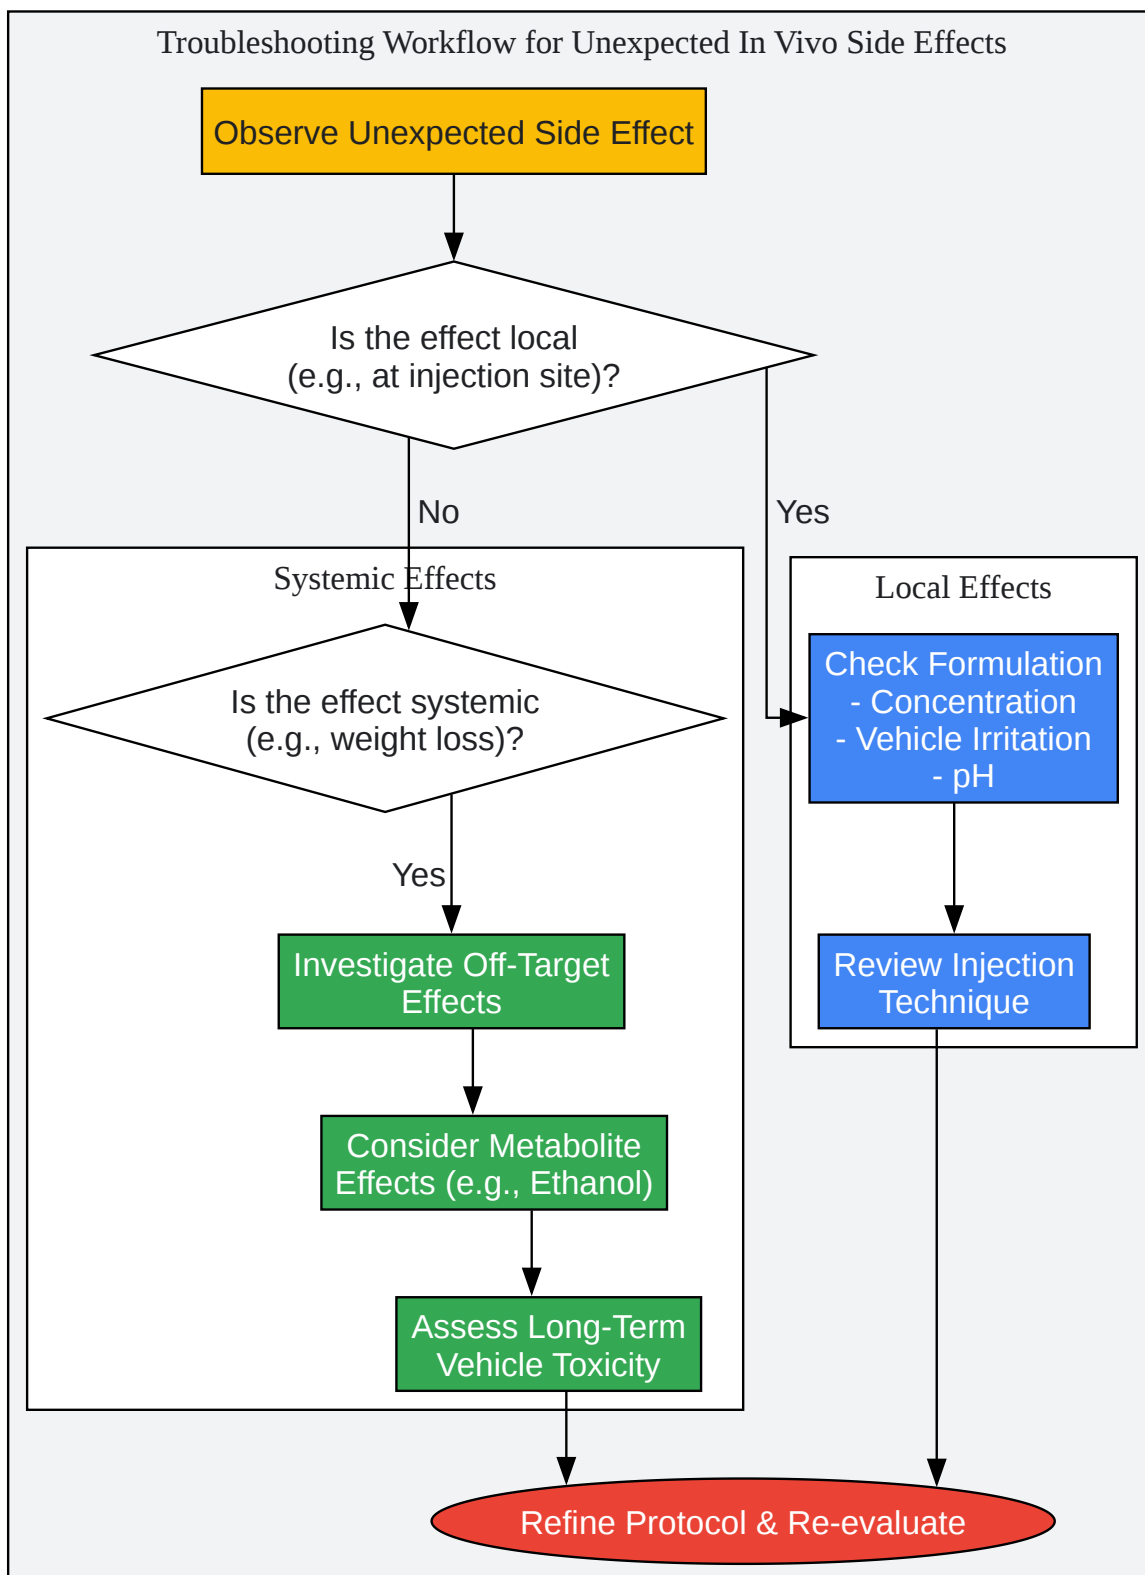 Troubleshooting Workflow for Unexpected In Vivo Side Effects
Observe Unexpected Side Effect
Is the effect local
(e.g., at injection site)?
No
Yes
Systemic Effects
Is the effect systemic
(e.g., weight loss)?
Yes
Investigate Off-Target
Effects
Consider Metabolite
Effects (e.g., Ethanol)
Assess Long-Term
Vehicle Toxicity
Local Effects
Check Formulation
- Concentration
- Vehicle Irritation
- pH
Review Injection
Technique
Refine Protocol & Re-evaluate